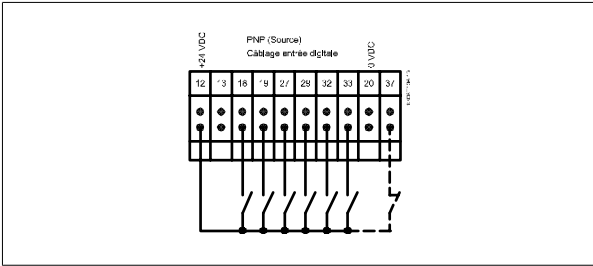 +24 VDC
PNP (Source)
Câblage entrée digitale
0 VDC
12 13 18 19 27 29 32 33 20 37